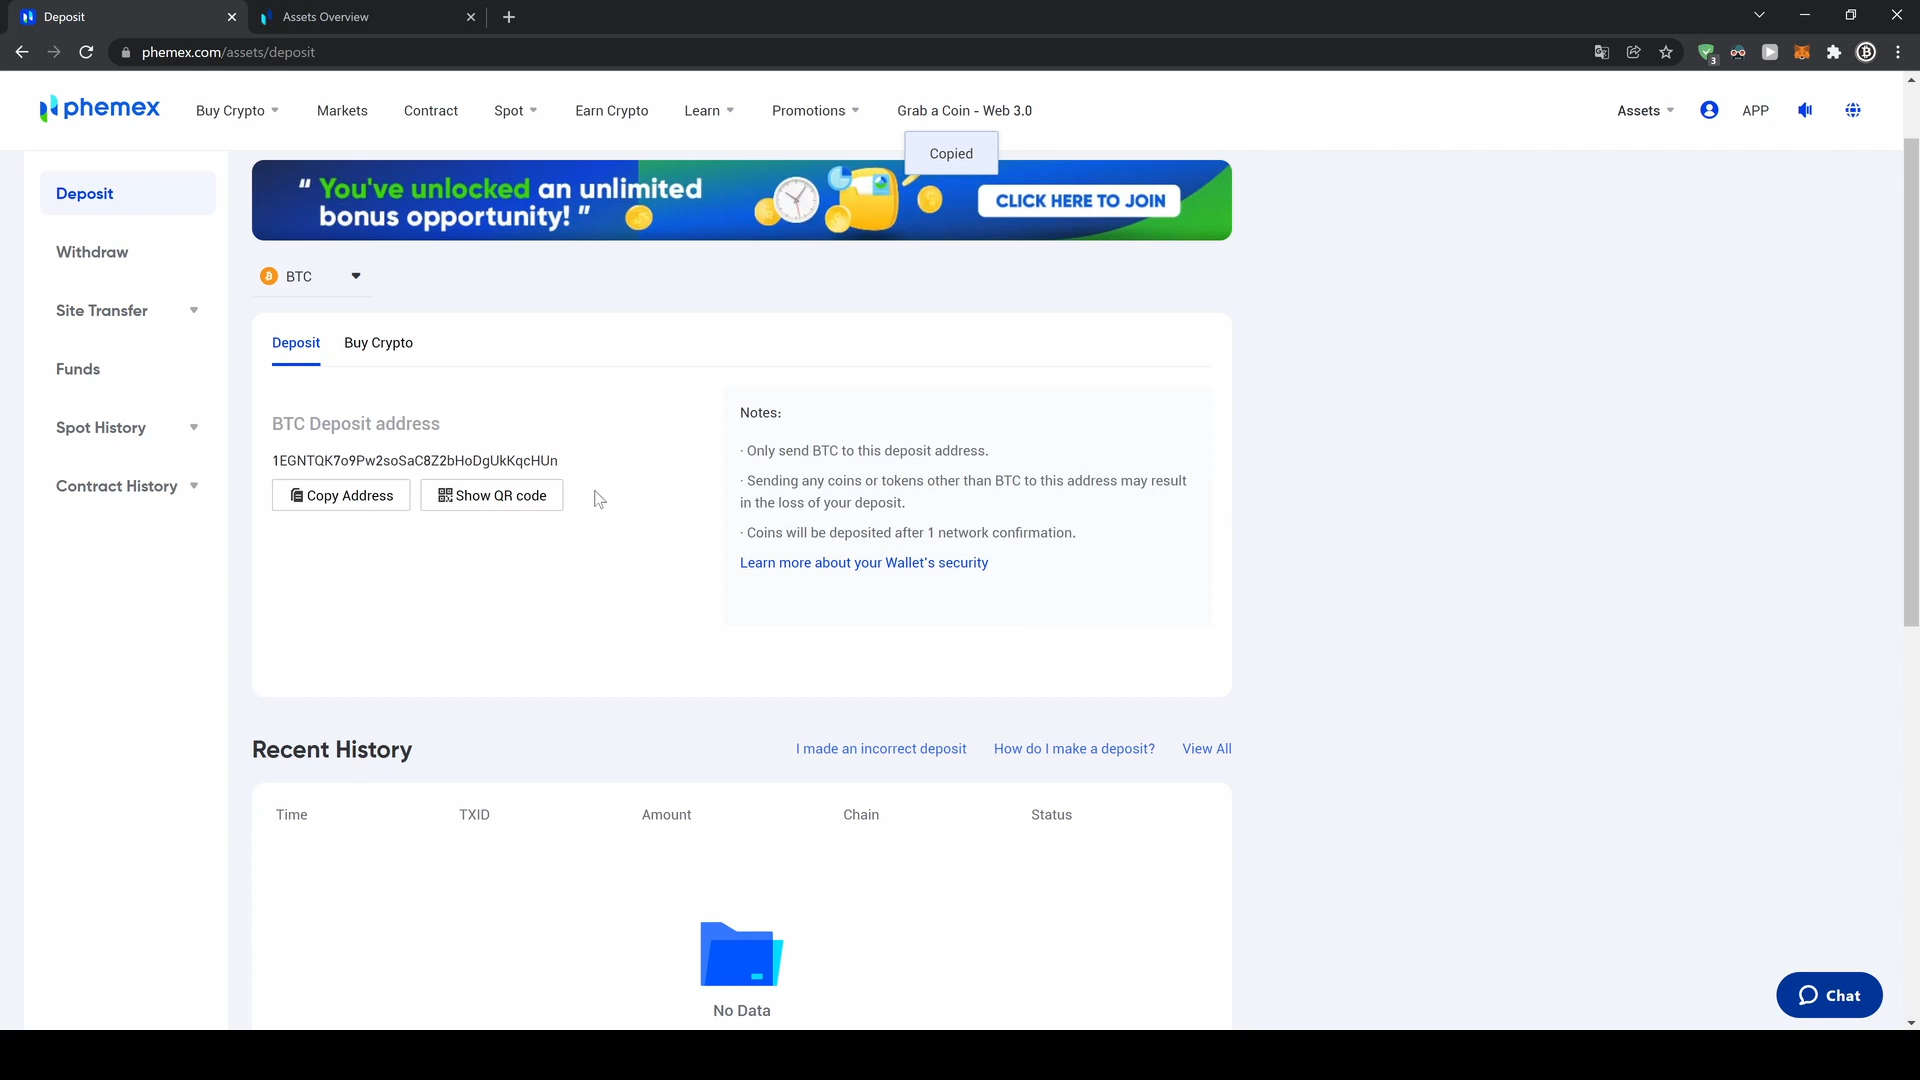 Deposit
Assets Overview
phemex.com/assets/deposit
3
phemex
Buy Crypto
Markets
Contract
Spot
Earn Crypto
Learn
Promotions
Grab a Coin - Web 3.0
Assets
APP
Copied
Deposit
Withdraw
Site Transfer
Funds
Spot History
Contract History
“ You've unlocked an unlimited
bonus opportunity! ”
CLICK HERE TO JOIN
BTC
Deposit
Buy Crypto
BTC Deposit address
1EGNTQK7o9Pw2soSaC8Z2bHoDgUkKqcHUn
Copy Address
Show QR code
Notes:
· Only send BTC to this deposit address.
· Sending any coins or tokens other than BTC to this address may result
in the loss of your deposit.
· Coins will be deposited after 1 network confirmation.
Learn more about your Wallet's security
Recent History
I made an incorrect deposit
How do I make a deposit?
View All
Time
TXID
Amount
Chain
Status
No Data
Chat